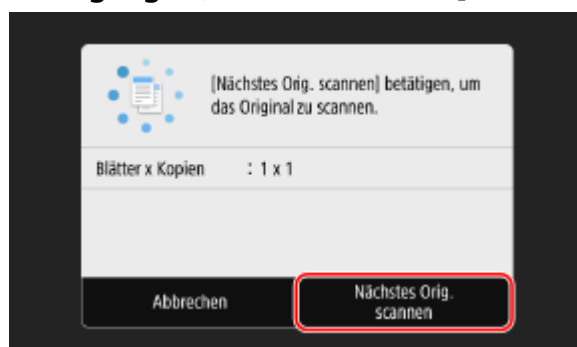 [Nächstes Orig. scannen] betätigen, um
das Original zu scannen.
Blätter x Kopien : 1 x 1
Abbrechen
Nächstes Orig.
scannen